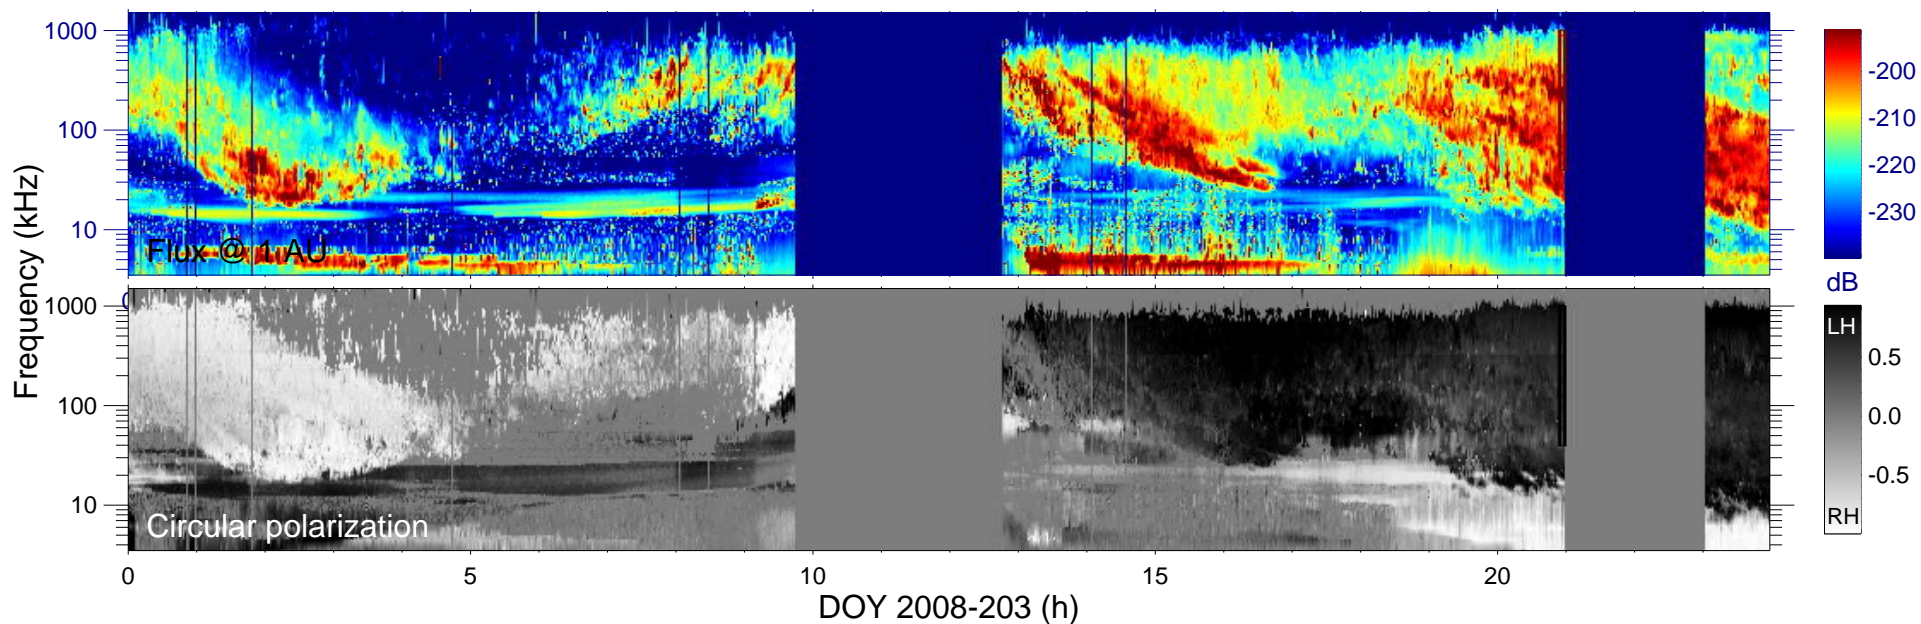 1000
100
10
Flux @ 1 AU
-200
-210
-220
-230
dB
0
Frequency (kHz)
1000
100
10
Circular polarization
LH
0.5
0.0
-0.5
RH
0
5
10
15
20
DOY 2008-203 (h)